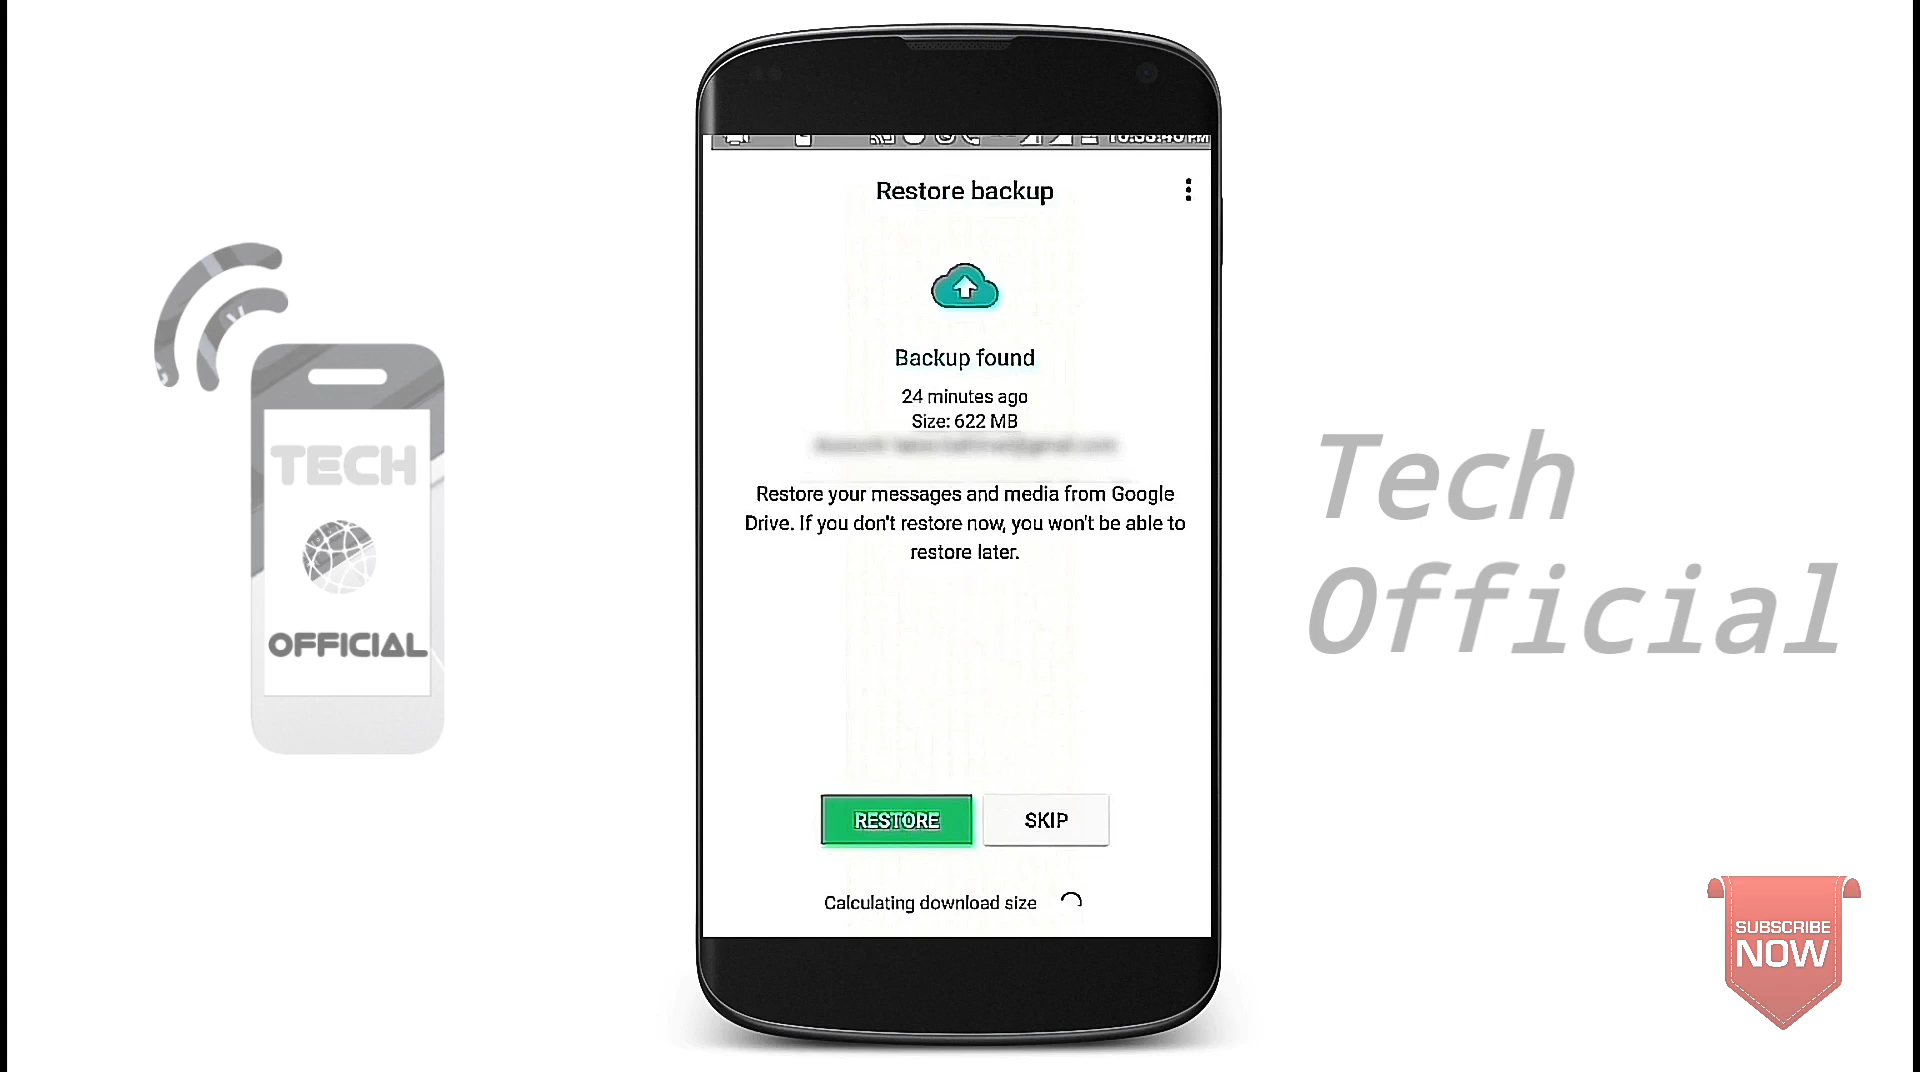 Restore backup
Backup found
24 minutes ago
Size: 622 MB
Restore your messages and media from Google
Drive. If you don't restore now, you won't be able to
restore later.
RESTORE
SKIP
Calculating download size
TECH
OFFICIAL
Tech
Official
SUBSCRIBE
NOW